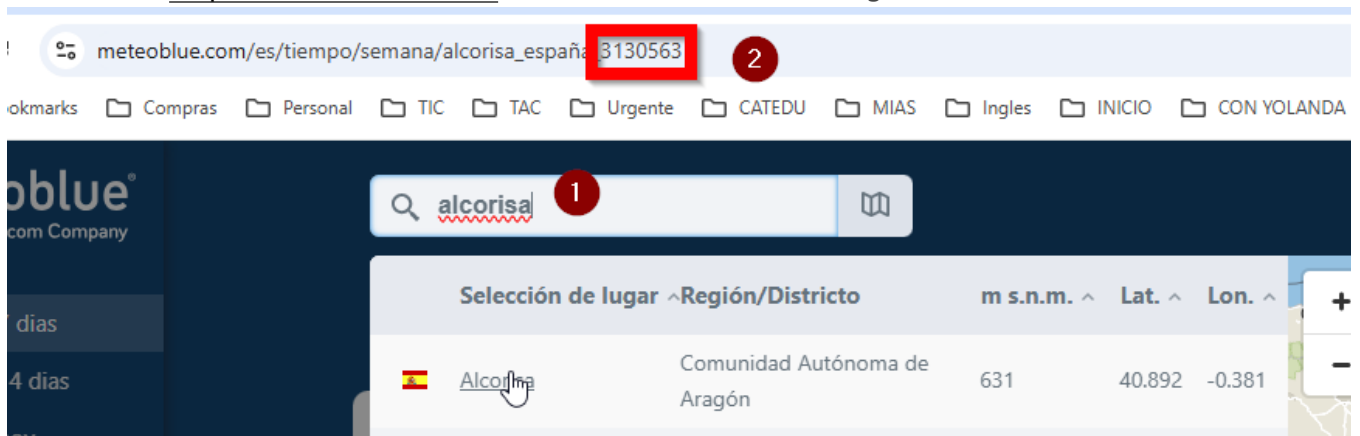 meteoblue.com/es/tiempo/semana/alcorisa_españa_3130563
2
ookmarks Compras Personal TIC TAC Urgente CATEDU MIAS Ingles INICIO CON YOLANDA
oblue®
com Company
alcorisa
1
Selección de lugar Región/Districto m s.n.m. Lat. Lon.
dias
4 dias
Alcorisa Comunidad Autónoma de Aragón 631 40.892 -0.381
+
−